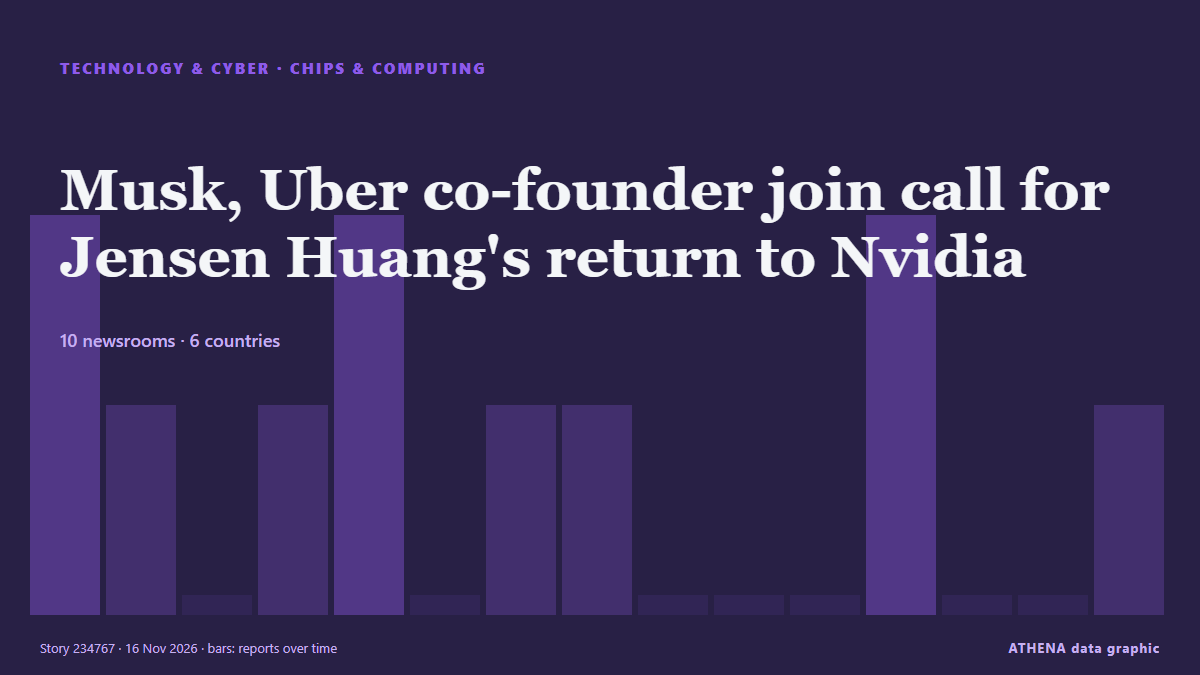 TECHNOLOGY & CYBER · CHIPS & COMPUTING
Musk, Uber co-founder join call for
Jensen Huang's return to Nvidia
10 newsrooms · 6 countries
Story 234767 · 16 Nov 2026 · bars: reports over time
ATHENA data graphic